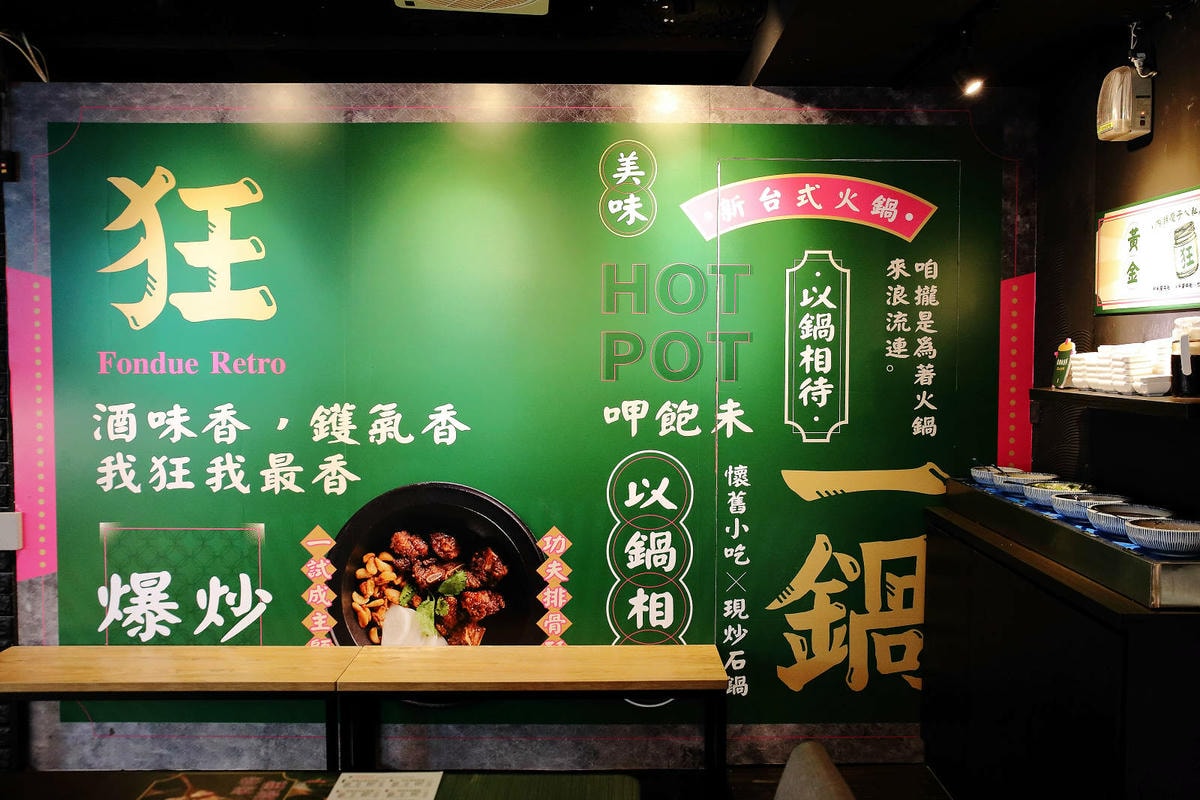 狂
Fondue Retro
酒味香，鑊氣香
我狂我最香
爆炒
一試成主顧
功夫排骨
美味
HOT
POT
呷飽未
以鍋相
新台式火鍋
以鍋相待
咱攏是為著火鍋
來浪流連。
懷舊小吃×現炒石鍋
一鍋
黃金
狂